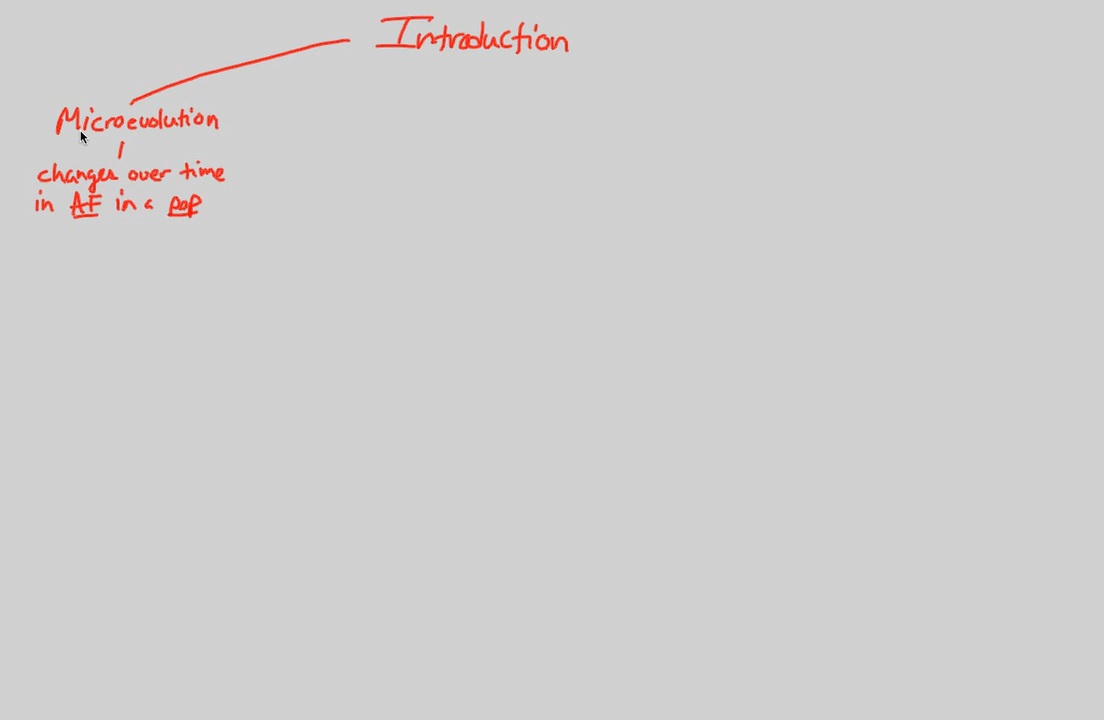 Introduction
Microevolution
changes over time
in AF in a pop